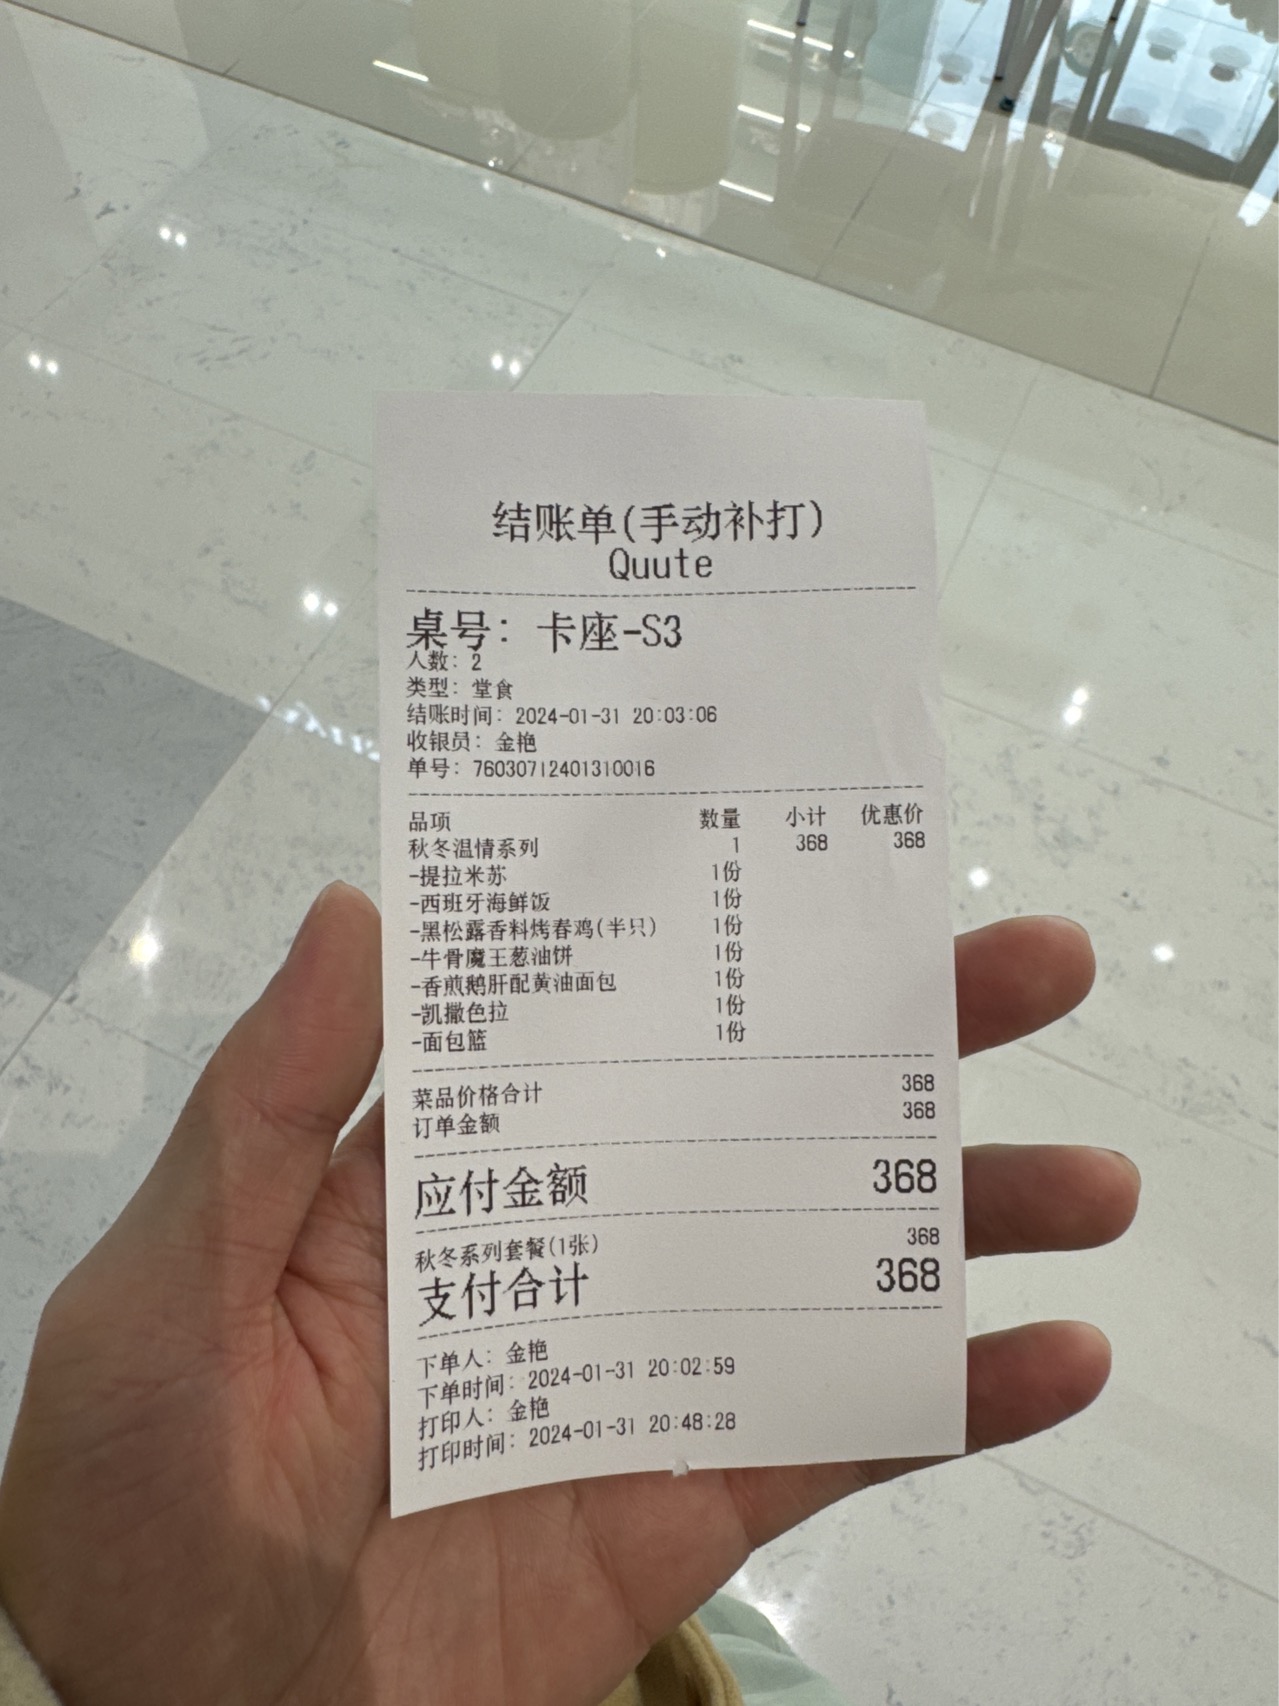 结账单(手动补打)
Quute
桌号: 卡座-S3
人数: 2
类型: 堂食
结账时间: 2024-01-31 20:03:06
收银员: 金艳
单号: 76030712401310016
品项 数量 小计 优惠价
秋冬温情系列 1 368 368
-提拉米苏 1份
-西班牙海鲜饭 1份
-黑松露香料烤春鸡(半只) 1份
-牛骨魔王葱油饼 1份
-香煎鹅肝配黄油面包 1份
-凯撒色拉 1份
-面包篮 1份
菜品价格合计 368
订单金额 368
应付金额 368
秋冬系列套餐(1张) 368
支付合计 368
下单人: 金艳
下单时间: 2024-01-31 20:02:59
打印人: 金艳
打印时间: 2024-01-31 20:48:28